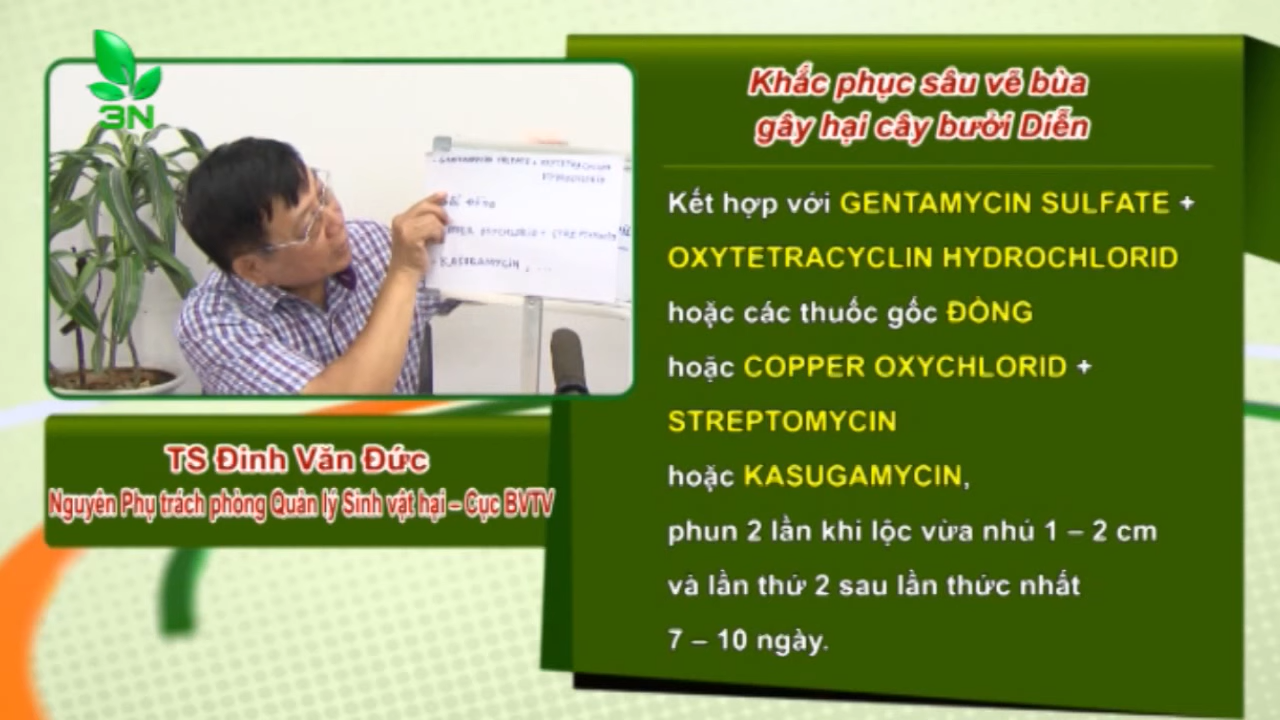 3N
Khắc phục sâu vẽ bùa
gây hại cây bưởi Diễn
Kết hợp với GENTAMYCIN SULFATE +
OXYTETRACYCLIN HYDROCHLORID
hoặc các thuốc gốc ĐỒNG
hoặc COPPER OXYCHLORID +
STREPTOMYCIN
hoặc KASUGAMYCIN,
phun 2 lần khi lộc vừa nhú 1 – 2 cm
và lần thứ 2 sau lần thức nhất
7 – 10 ngày.
TS Đinh Văn Đức
Nguyên Phụ trách phòng Quản lý Sinh vật hại – Cục BVTV